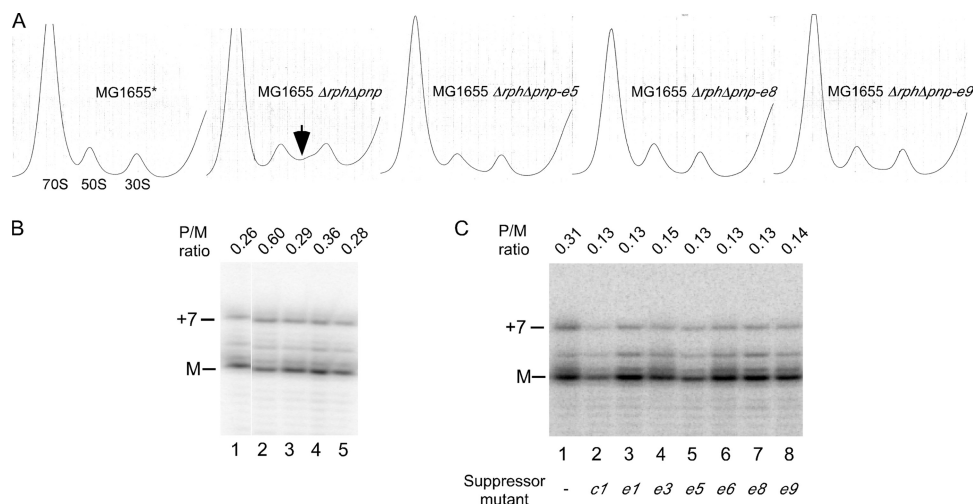 A
MG1655*
MG1655 ΔrphΔpnp
MG1655 ΔrphΔpnp-e5
MG1655 ΔrphΔpnp-e8
MG1655 ΔrphΔpnp-e9
70S 50S 30S
B
P/M ratio
0.26 0.60 0.29 0.36 0.28
+7
M
1 2 3 4 5
C
P/M ratio
0.31 0.13 0.13 0.15 0.13 0.13 0.13 0.14
+7
M
1 2 3 4 5 6 7 8
Suppressor mutant - c1 e1 e3 e5 e6 e8 e9